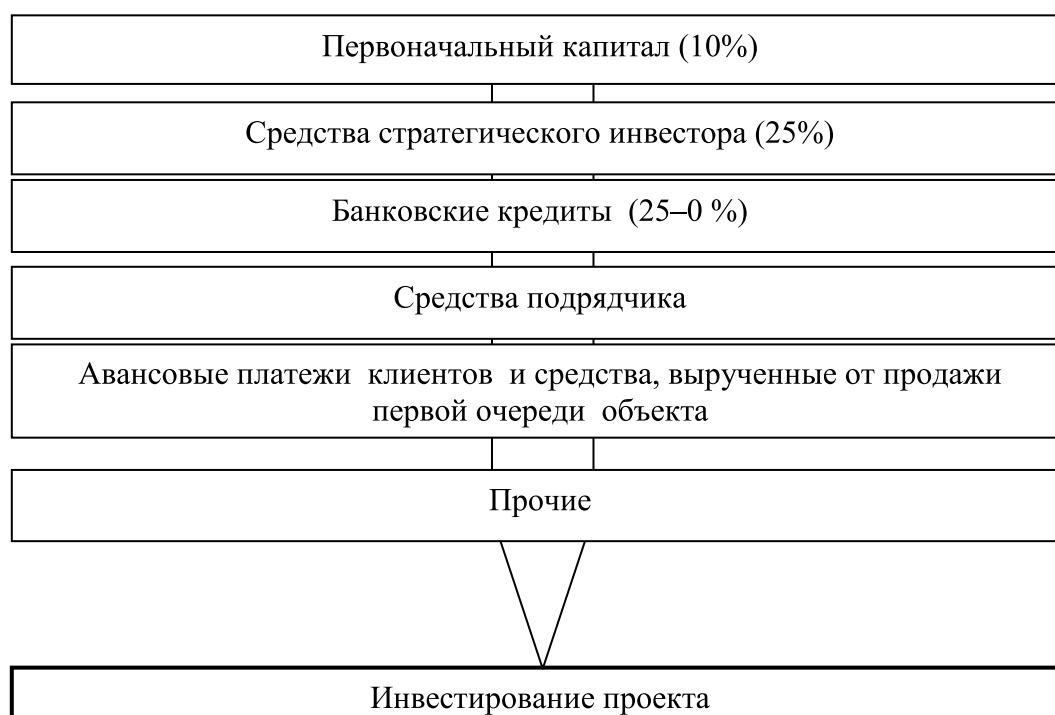 Первоначальный капитал (10%)
Средства стратегического инвестора (25%)
Банковские кредиты  (25–0 %)
Средства подрядчика
Авансовые платежи  клиентов  и средства, вырученные от продажи
первой очереди  объекта
Прочие
Инвестирование проекта